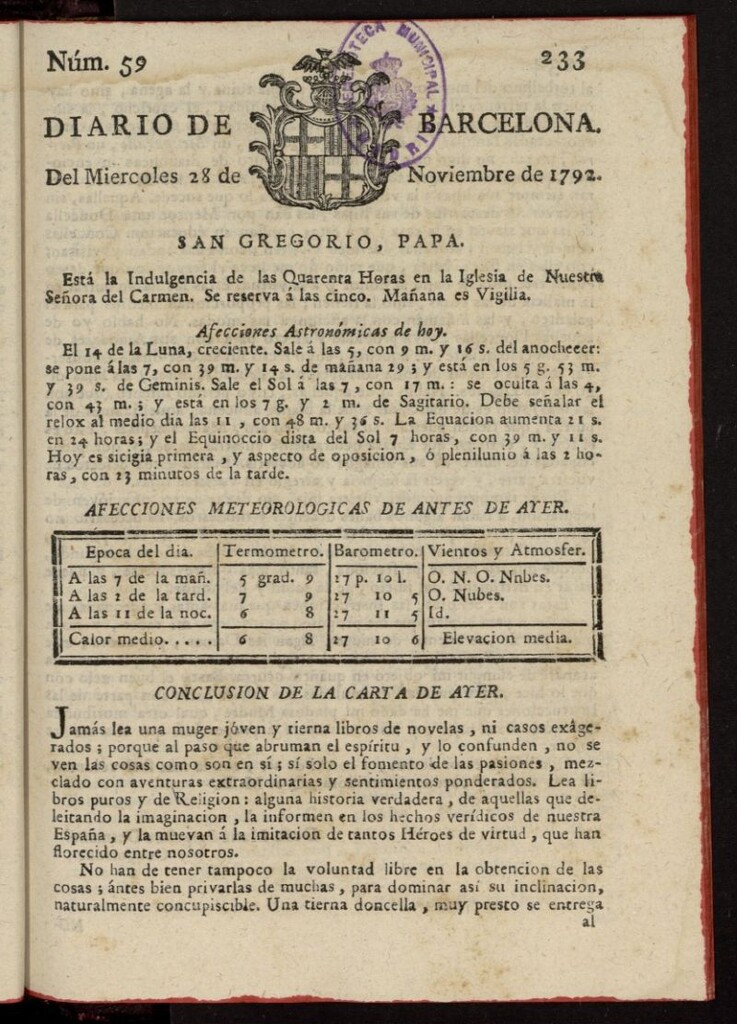 Núm. 59
233
BIBLIOTECA MUNICIPAL
MADRID
DIARIO DE BARCELONA.
Del Miercoles 28 de Noviembre de 1792.
SAN GREGORIO, PAPA.
Está la Indulgencia de las Quarenta Horas en la Iglesia de Nuestra
Señora del Carmen. Se reserva á las cinco. Mañana es Vigilia.
Afecciones Astronómicas de hoy.
El 14 de la Luna, creciente. Sale á las 5, con 9 m. y 16 s. del anochecer:
se pone á las 7, con 39 m. y 14 s. de mañana 29 ; y está en los 5 g. 53 m.
y 39 s. de Geminis. Sale el Sol á las 7 , con 17 m. : se oculta á las 4,
con 43 m. ; y está en los 7 g. y 2 m. de Sagitario. Debe señalar el
relox al medio dia las 11 , con 48 m. y 36 s. La Equacion aumenta 21 s.
en 24 horas; y el Equinoccio dista del Sol 7 horas, con 39 m. y 11 s.
Hoy es sicigia primera , y aspecto de oposicion, ó plenilunio á las 2 ho-
ras, con 23 minutos de la tarde.
AFECCIONES METEOROLOGICAS DE ANTES DE AYER.
Epoca del dia. Termometro. Barometro. Vientos y Atmosfer.
A las 7 de la mañ. 5 grad. 9 27 p. 10 l. O. N. O. Nubes.
A las 2 de la tard. 7 9 27 10 5 O. Nubes.
A las 11 de la noc. 6 8 27 11 5 Id.
Calor medio. . . . . 6 8 27 10 6 Elevacion media.
CONCLUSION DE LA CARTA DE AYER.
Jamás lea una muger jóven y tierna libros de novelas , ni casos exâge-
rados ; porque al paso que abruman el espíritu , y lo confunden , no se
ven las cosas como son en sí ; sí solo el fomento de las pasiones , mez-
clado con aventuras extraordinarias y sentimientos ponderados. Lea li-
bros puros y de Religion : alguna historia verdadera , de aquellas que de-
leitando la imaginacion , la informen en los hechos verídicos de nuestra
España , y la muevan á la imitacion de tantos Héroes de virtud , que han
florecido entre nosotros.
No han de tener tampoco la voluntad libre en la obtencion de las
cosas ; ántes bien privarlas de muchas , para dominar así su inclinacion,
naturalmente concupiscible. Una tierna doncella , muy presto se entrega
al